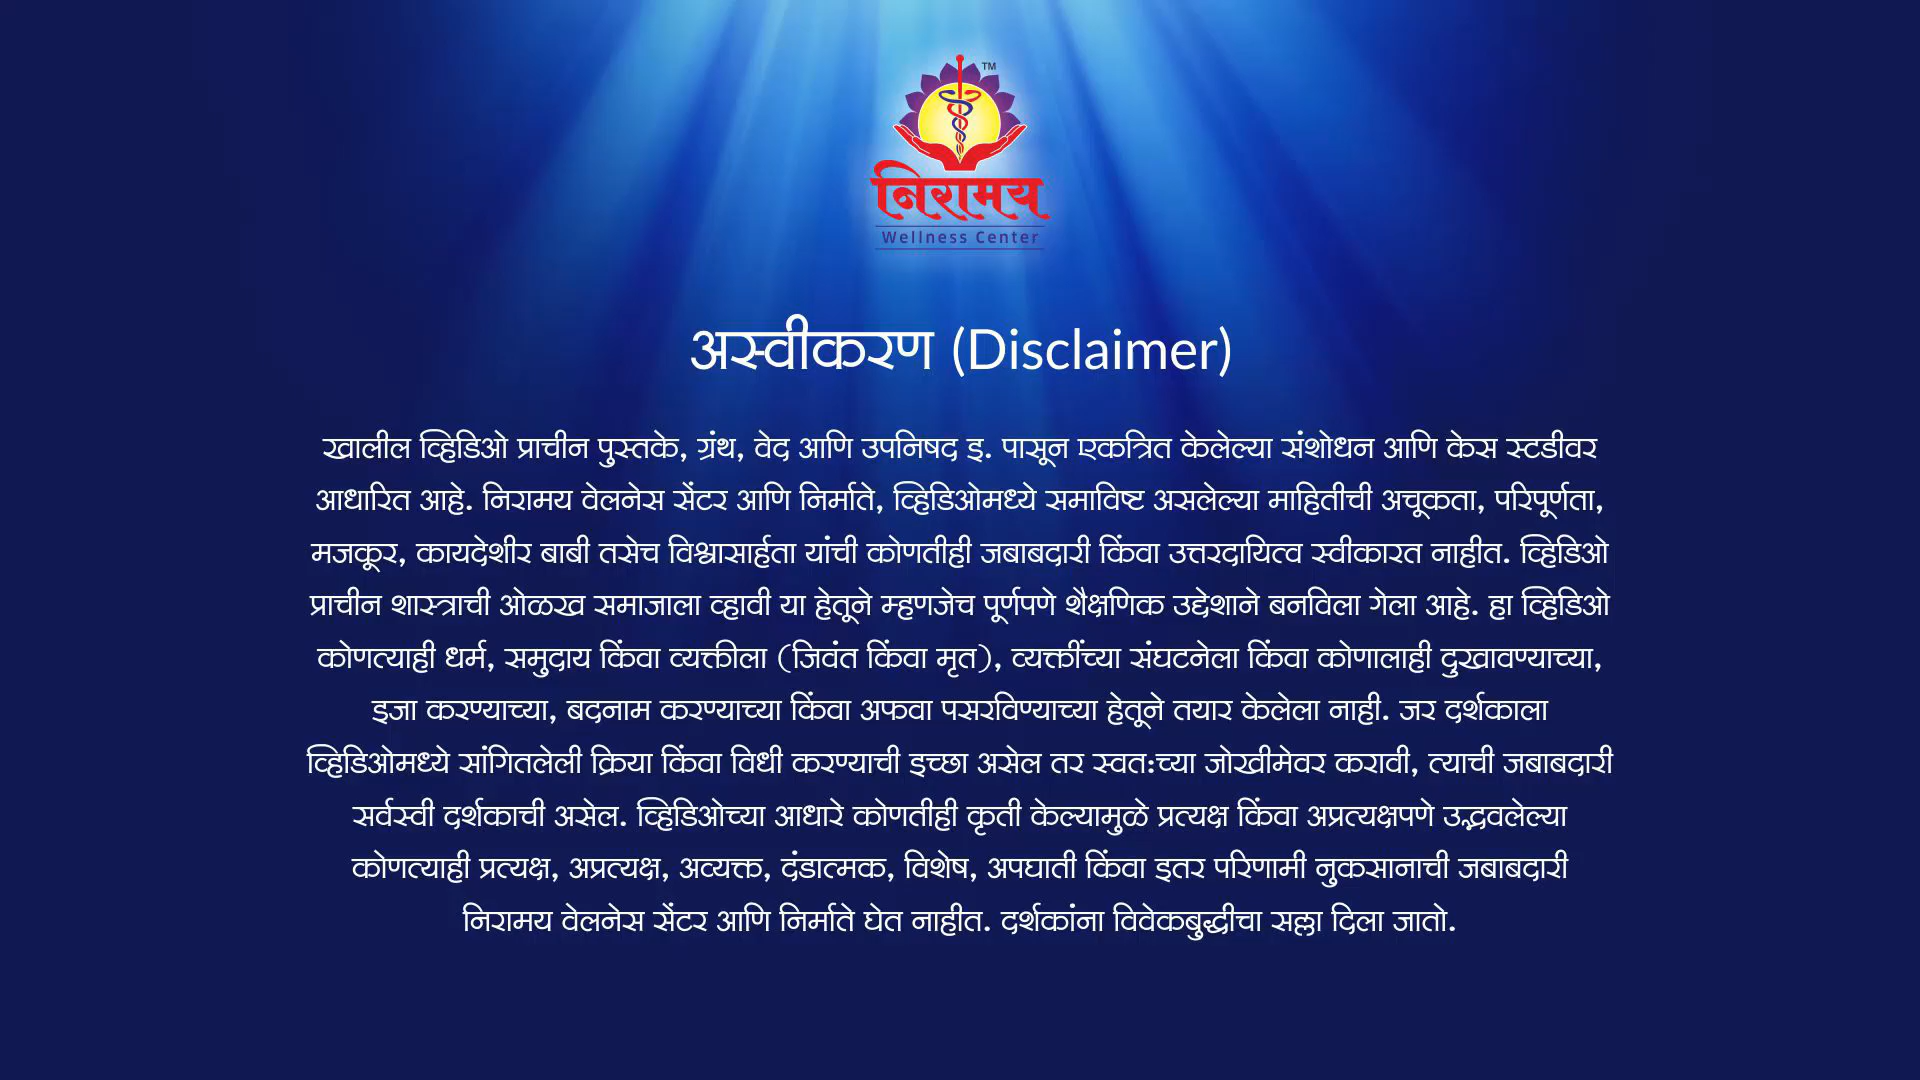 TM
निरामय
Wellness Center
अस्वीकरण (Disclaimer)
खालील व्हिडिओ प्राचीन पुस्तके, ग्रंथ, वेद आणि उपनिषद इ. पासून एकत्रित केलेल्या संशोधन आणि केस स्टडीवर
आधारित आहे. निरामय वेलनेस सेंटर आणि निर्माते, व्हिडिओमध्ये समाविष्ट असलेल्या माहितीची अचूकता, परिपूर्णता,
मजकूर, कायदेशीर बाबी तसेच विश्वासार्हता यांची कोणतीही जबाबदारी किंवा उत्तरदायित्व स्वीकारत नाहीत. व्हिडिओ
प्राचीन शास्त्राची ओळख समाजाला व्हावी या हेतूने म्हणजेच पूर्णपणे शैक्षणिक उद्देशाने बनविला गेला आहे. हा व्हिडिओ
कोणत्याही धर्म, समुदाय किंवा व्यक्तीला (जिवंत किंवा मृत), व्यक्तींच्या संघटनेला किंवा कोणालाही दुखावण्याच्या,
इजा करण्याच्या, बदनाम करण्याच्या किंवा अफवा पसरविण्याच्या हेतूने तयार केलेला नाही. जर दर्शकाला
व्हिडिओमध्ये सांगितलेली क्रिया किंवा विधी करण्याची इच्छा असेल तर स्वत:च्या जोखीमेवर करावी, त्याची जबाबदारी
सर्वस्वी दर्शकाची असेल. व्हिडिओच्या आधारे कोणतीही कृती केल्यामुळे प्रत्यक्ष किंवा अप्रत्यक्षपणे उद्भवलेल्या
कोणत्याही प्रत्यक्ष, अप्रत्यक्ष, अव्यक्त, दंडात्मक, विशेष, अपघाती किंवा इतर परिणामी नुकसानाची जबाबदारी
निरामय वेलनेस सेंटर आणि निर्माते घेत नाहीत. दर्शकांना विवेकबुद्धीचा सल्ला दिला जातो.